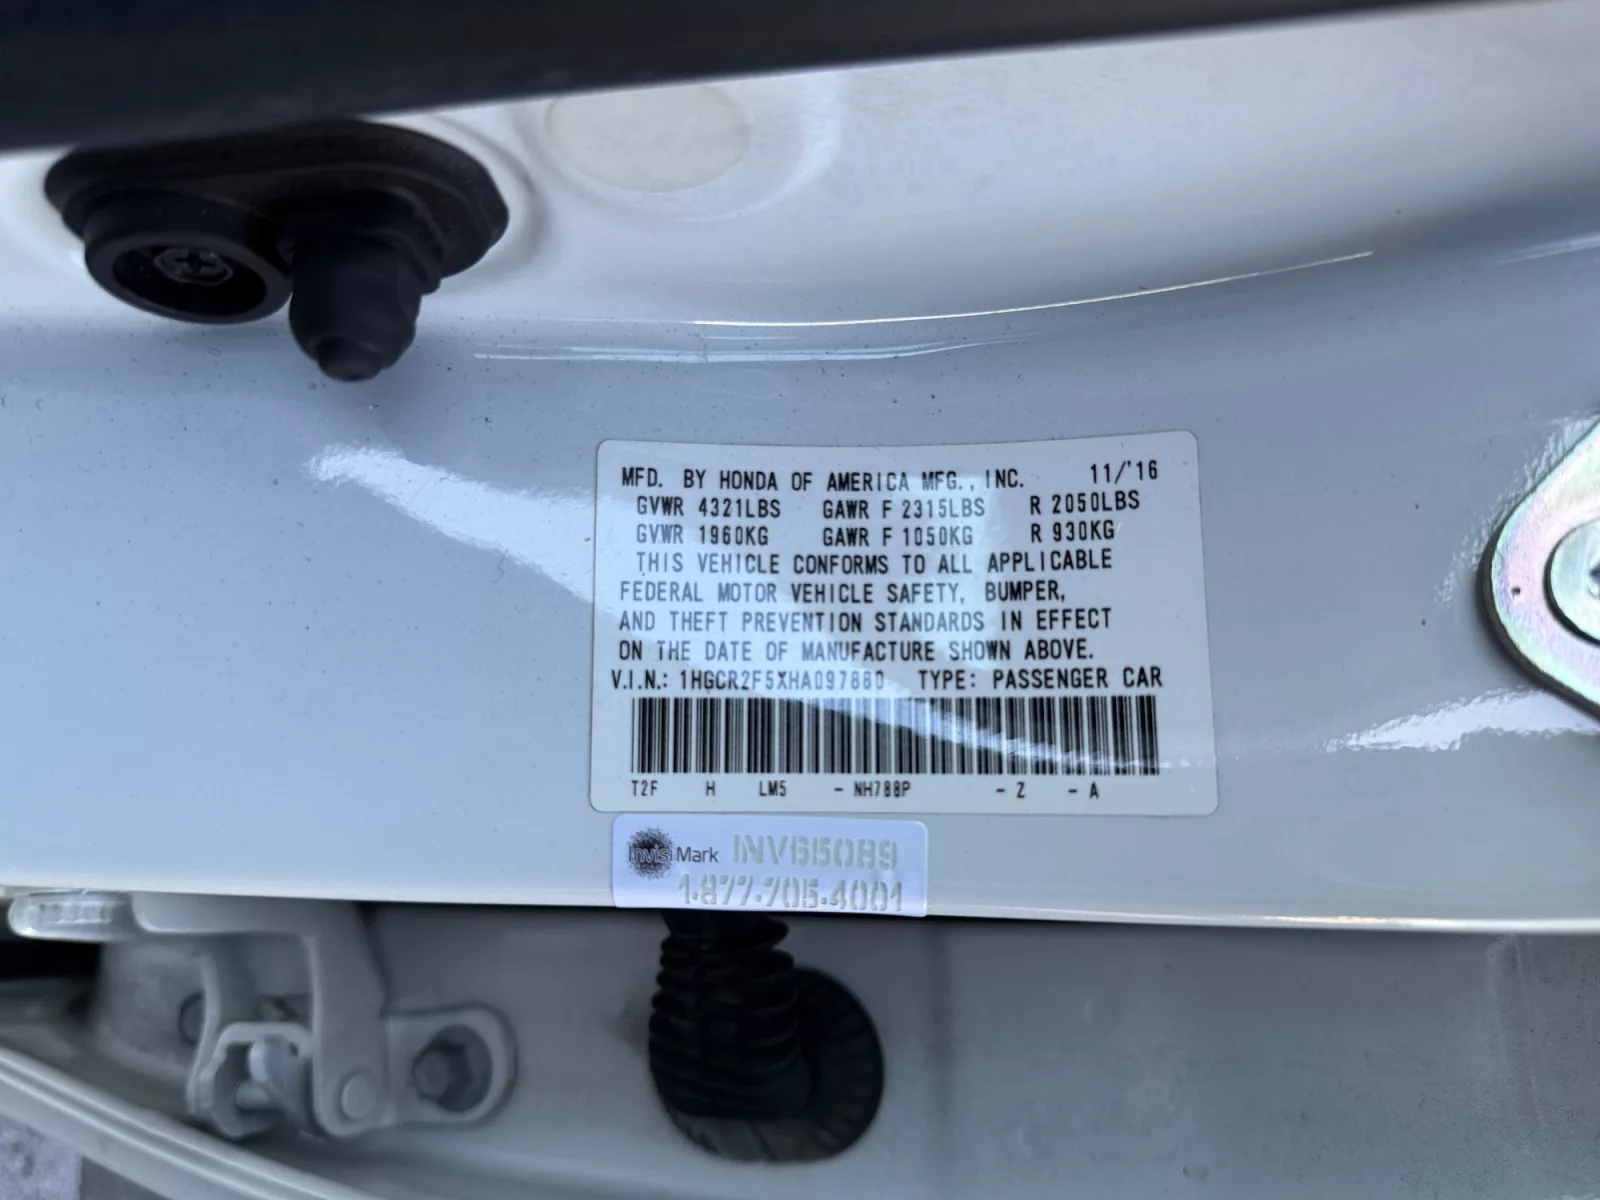 MFD. BY HONDA OF AMERICA MFG., INC. 11/'16
GVWR 4321LBS GAWR F 2315LBS R 2050LBS
GVWR 1960KG GAWR F 1050KG R 930KG
THIS VEHICLE CONFORMS TO ALL APPLICABLE
FEDERAL MOTOR VEHICLE SAFETY, BUMPER,
AND THEFT PREVENTION STANDARDS IN EFFECT
ON THE DATE OF MANUFACTURE SHOWN ABOVE.
V.I.N.: 1HGCR2F5XHA097880 TYPE: PASSENGER CAR
T2F H LM5 - NH788P - Z - A
InvisiMark INV615089
1.877.705.4001